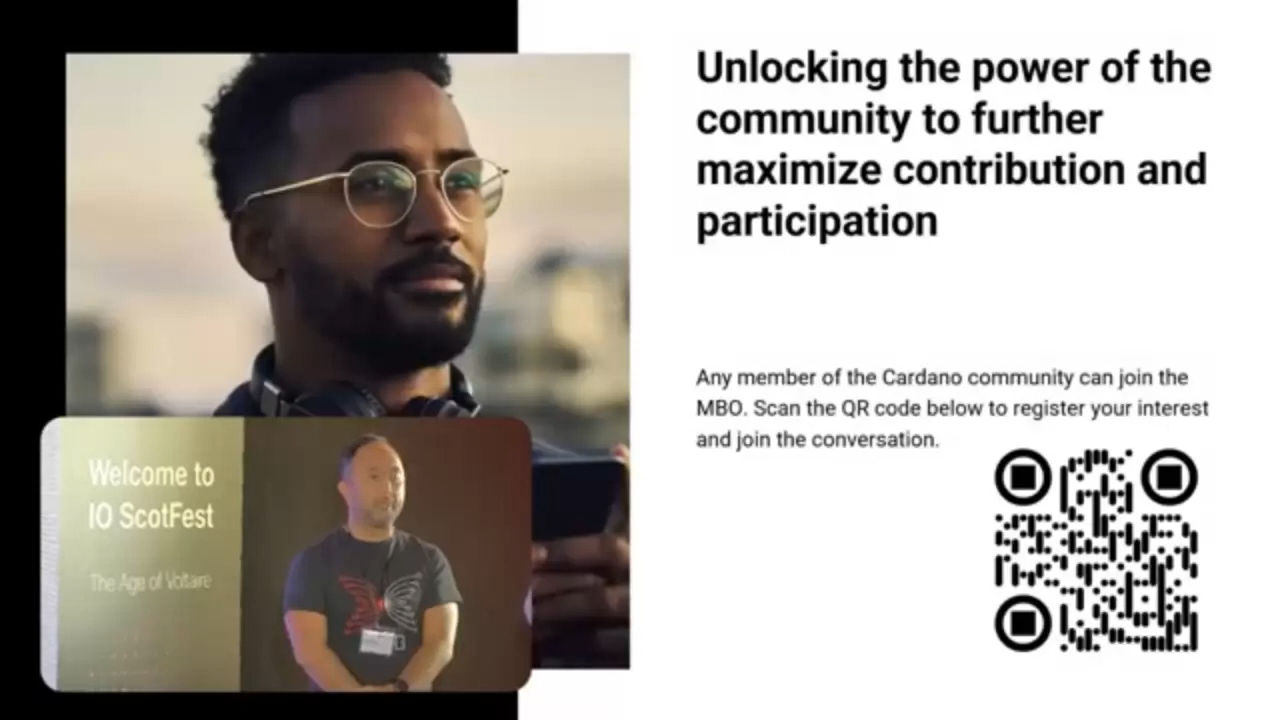 Unlocking the power of the
community to further
maximize contribution and
participation
Any member of the Cardano community can join the
MBO. Scan the QR code below to register your interest
and join the conversation.
Welcome to
IO ScotFest
The Age of Voltaire